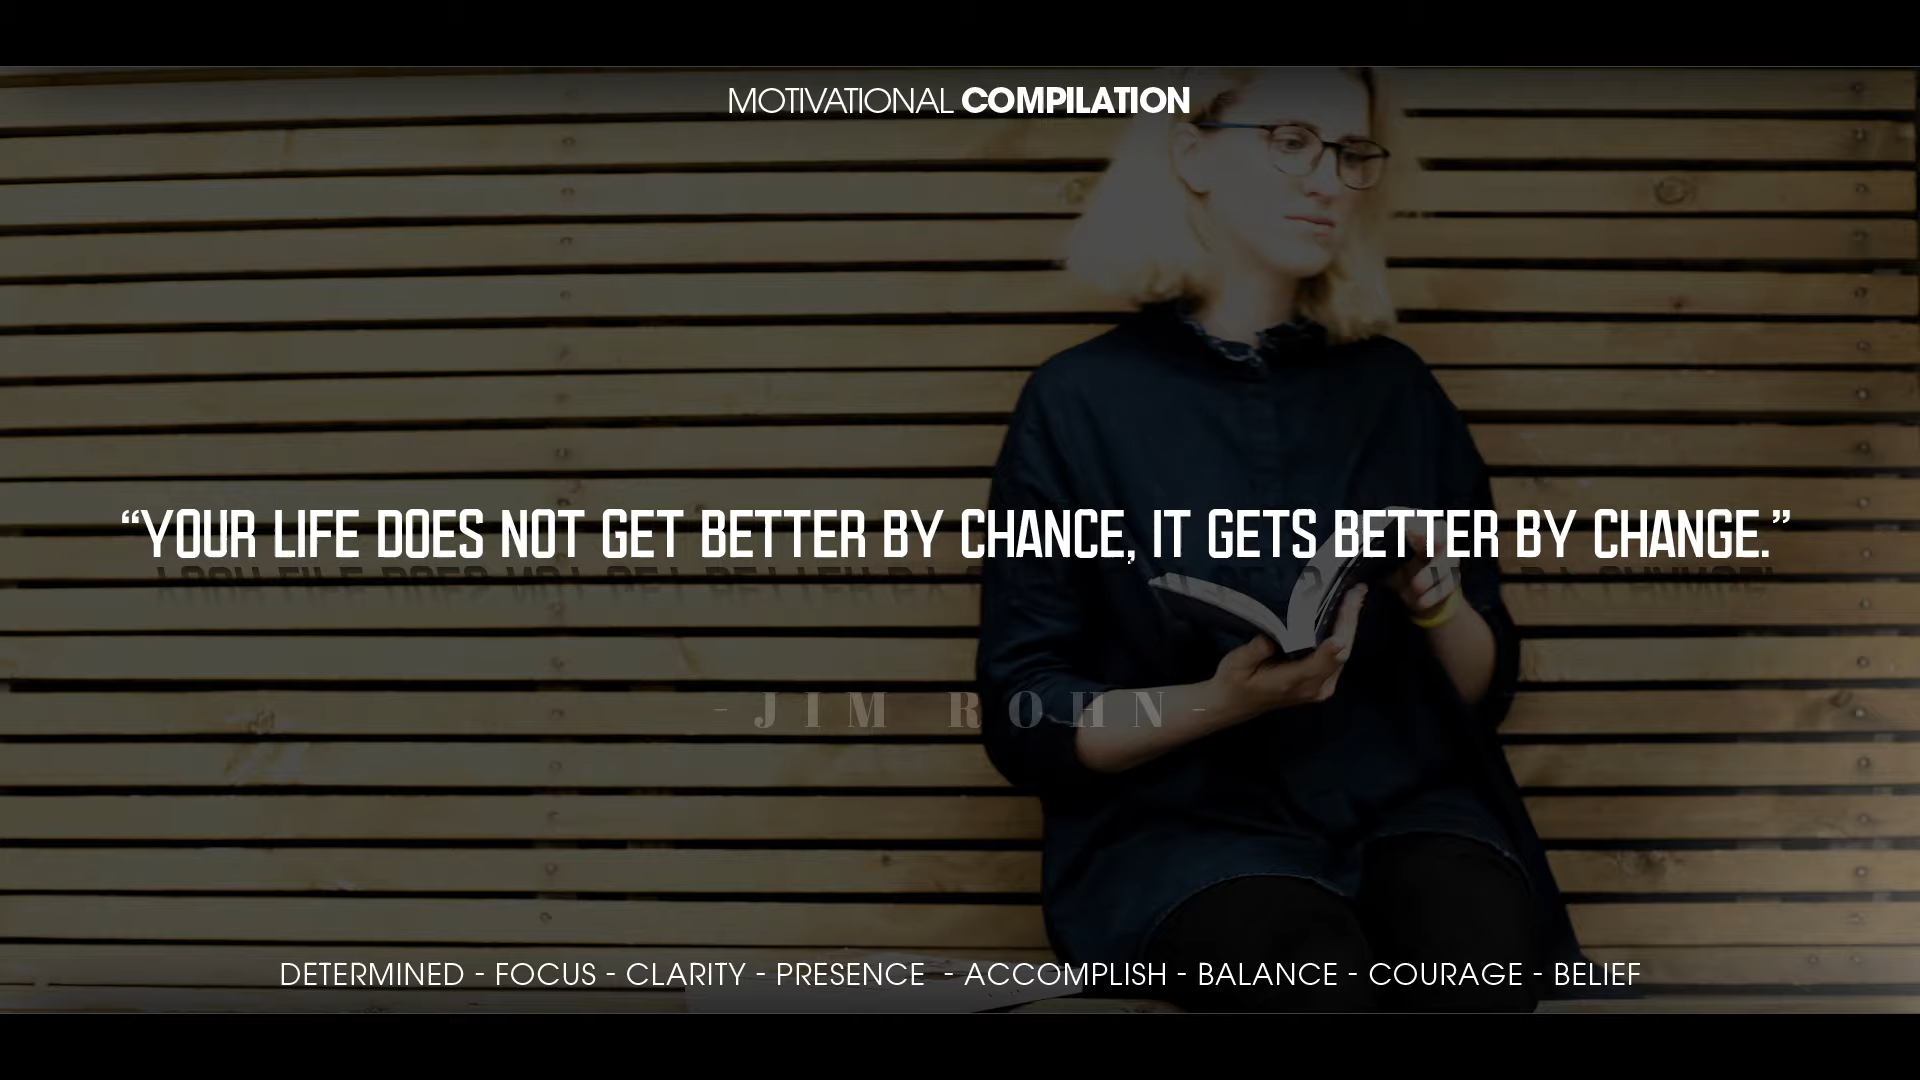 MOTIVATIONAL COMPILATION
“YOUR LIFE DOES NOT GET BETTER BY CHANCE, IT GETS BETTER BY CHANGE.”
- JIM ROHN -
DETERMINED - FOCUS - CLARITY - PRESENCE - ACCOMPLISH - BALANCE - COURAGE - BELIEF